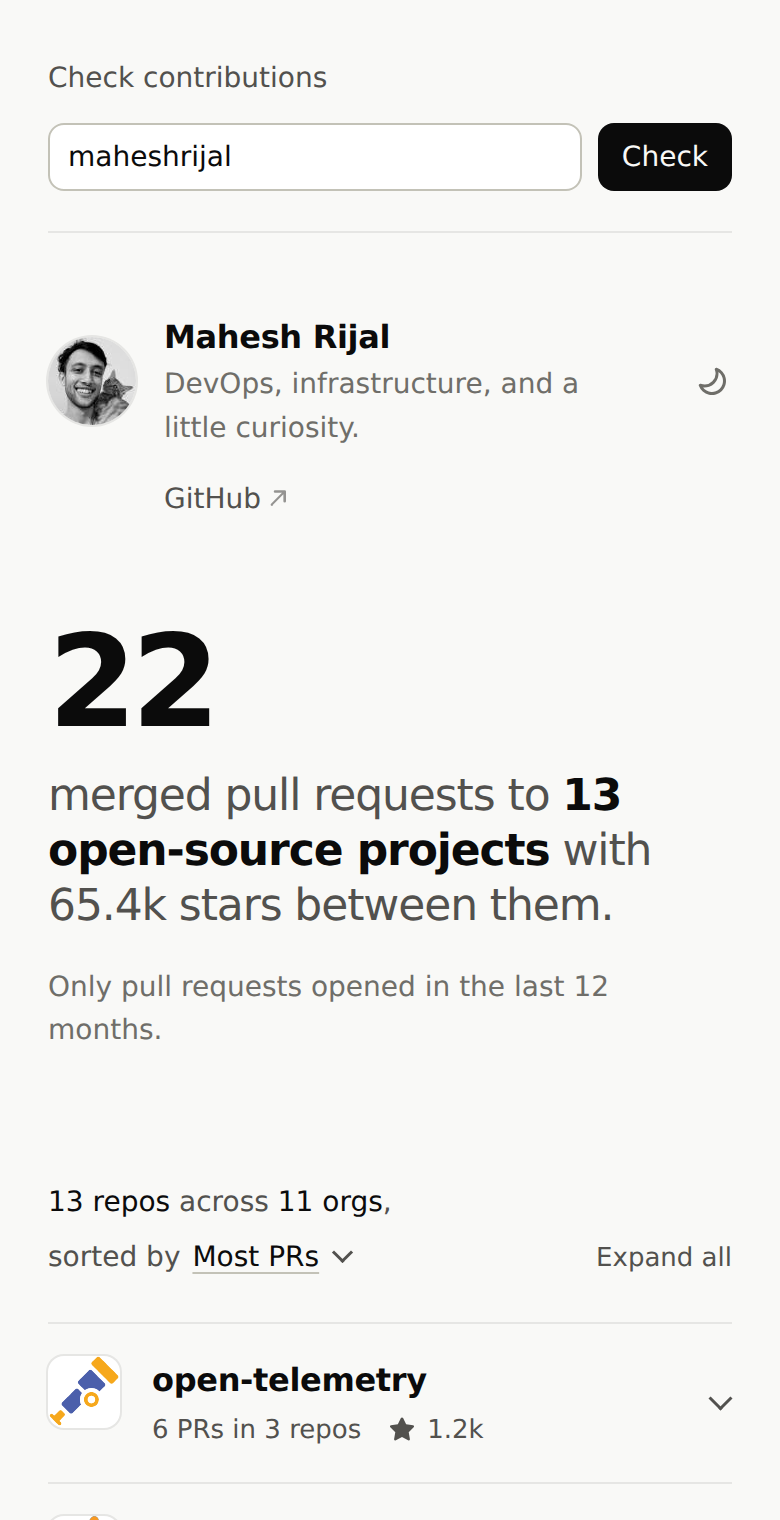 Check contributions
maheshrijal
Check
Mahesh Rijal
DevOps, infrastructure, and a
little curiosity.
GitHub
22
merged pull requests to 13
open-source projects with
65.4k stars between them.
Only pull requests opened in the last 12
months.
13 repos across 11 orgs,
sorted by Most PRs
Expand all
open-telemetry
6 PRs in 3 repos 1.2k